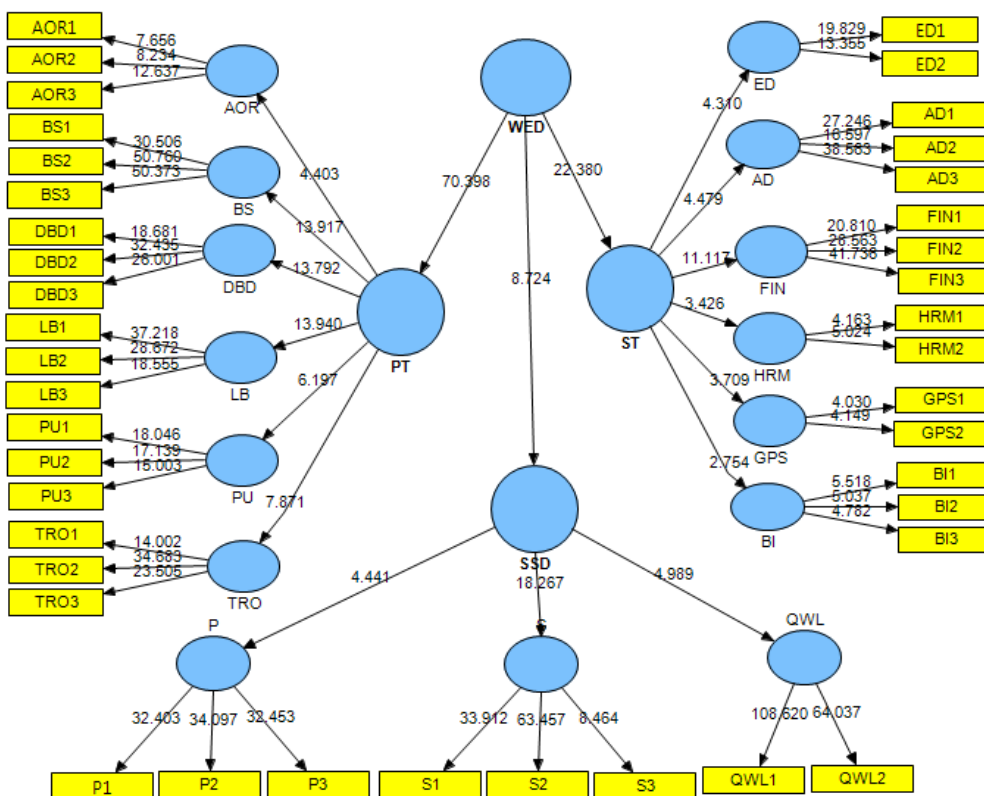 AOR1
7.656
AOR2
8.234
AOR3
12.637
AOR
BS1
30.506
BS2
50.760
BS3
50.373
BS
DBD1
18.681
DBD2
32.435
DBD3
26.001
DBD
LB1
37.218
LB2
28.672
LB3
18.555
LB
PU1
18.046
PU2
17.139
PU3
15.003
PU
TRO1
14.002
TRO2
34.683
TRO3
23.505
TRO
4.403
13.917
13.792
13.940
6.197
7.871
PT
WED
70.398
22.380
8.724
ST
4.310
4.479
11.117
3.426
3.709
2.754
ED
19.829
ED1
13.355
ED2
AD
27.246
AD1
16.597
AD2
38.563
AD3
FIN
20.810
FIN1
28.563
FIN2
41.736
FIN3
HRM
4.163
HRM1
5.024
HRM2
GPS
4.030
GPS1
4.149
GPS2
BI
5.518
BI1
5.037
BI2
4.782
BI3
SSD
4.441
18.267
4.989
P
QWL
32.403
34.097
32.453
33.912
63.457
8.464
108.620
64.037
P1
P2
P3
S1
S2
S3
QWL1
QWL2